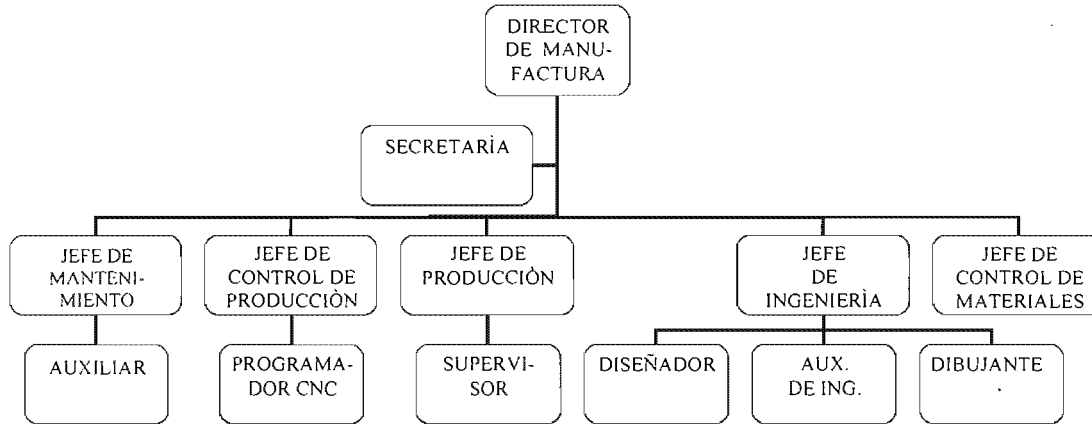 DIRECTOR
DE MANU-
FACTURA
SECRETARÌA
JEFE DE
MANTENI-
MIENTO
JEFE DE
CONTROL DE
PRODUCCIÒN
JEFE DE
PRODUCCIÒN
JEFE
DE
INGENIERÌA
JEFE DE
CONTROL DE
MATERIALES
AUXILIAR
PROGRAMA-
DOR CNC
SUPERVI-
SOR
DISEÑADOR
AUX.
DE ING.
DIBUJANTE